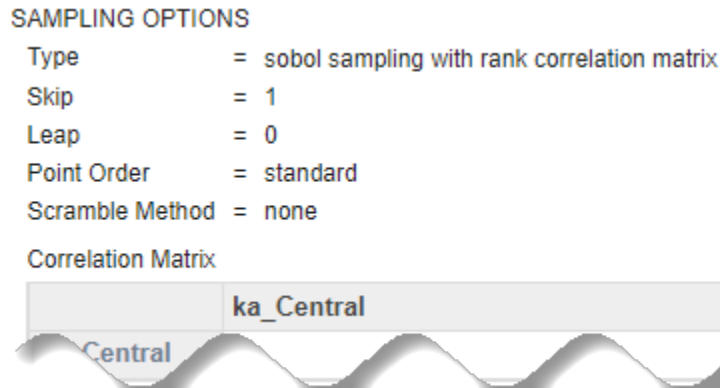 SAMPLING OPTIONS
Type = sobol sampling with rank correlation matrix
Skip = 1
Leap = 0
Point Order = standard
Scramble Method = none
Correlation Matrix
ka_Central
Central